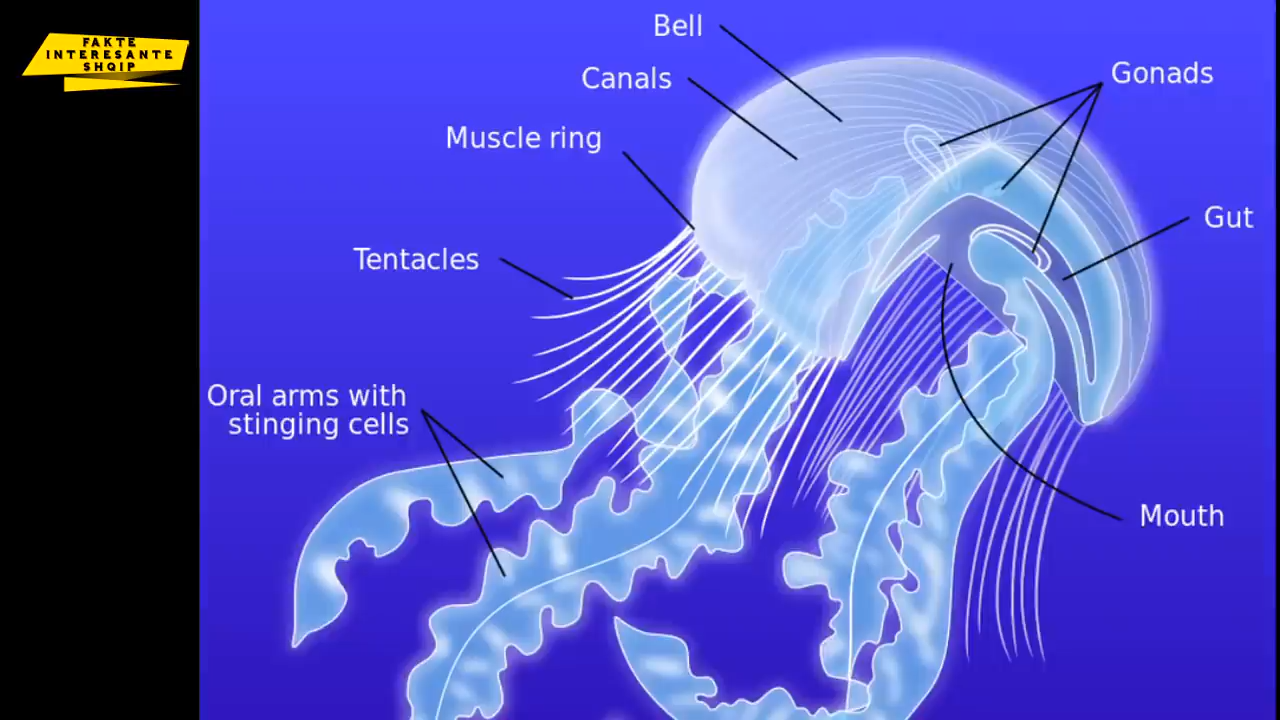 FAKTE
INTERESANTE
SHQIP
Bell
Canals
Gonads
Muscle ring
Gut
Tentacles
Oral arms with
stinging cells
Mouth